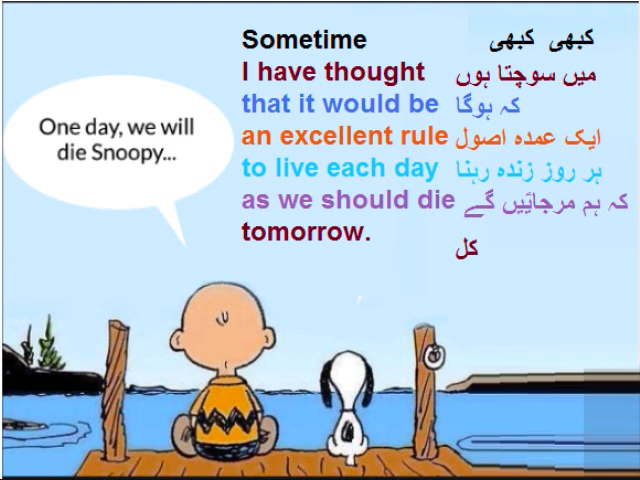 One day, we will
die Snoopy...
Sometime
I have thought
that it would be
an excellent rule
to live each day
as we should die
tomorrow.
کبھی کبھی
میں سوچتا ہوں
کہ ہوگا
ایک عمدہ اصول
ہر روز زندہ رہنا
کہ ہم مرجائیں گے
کل